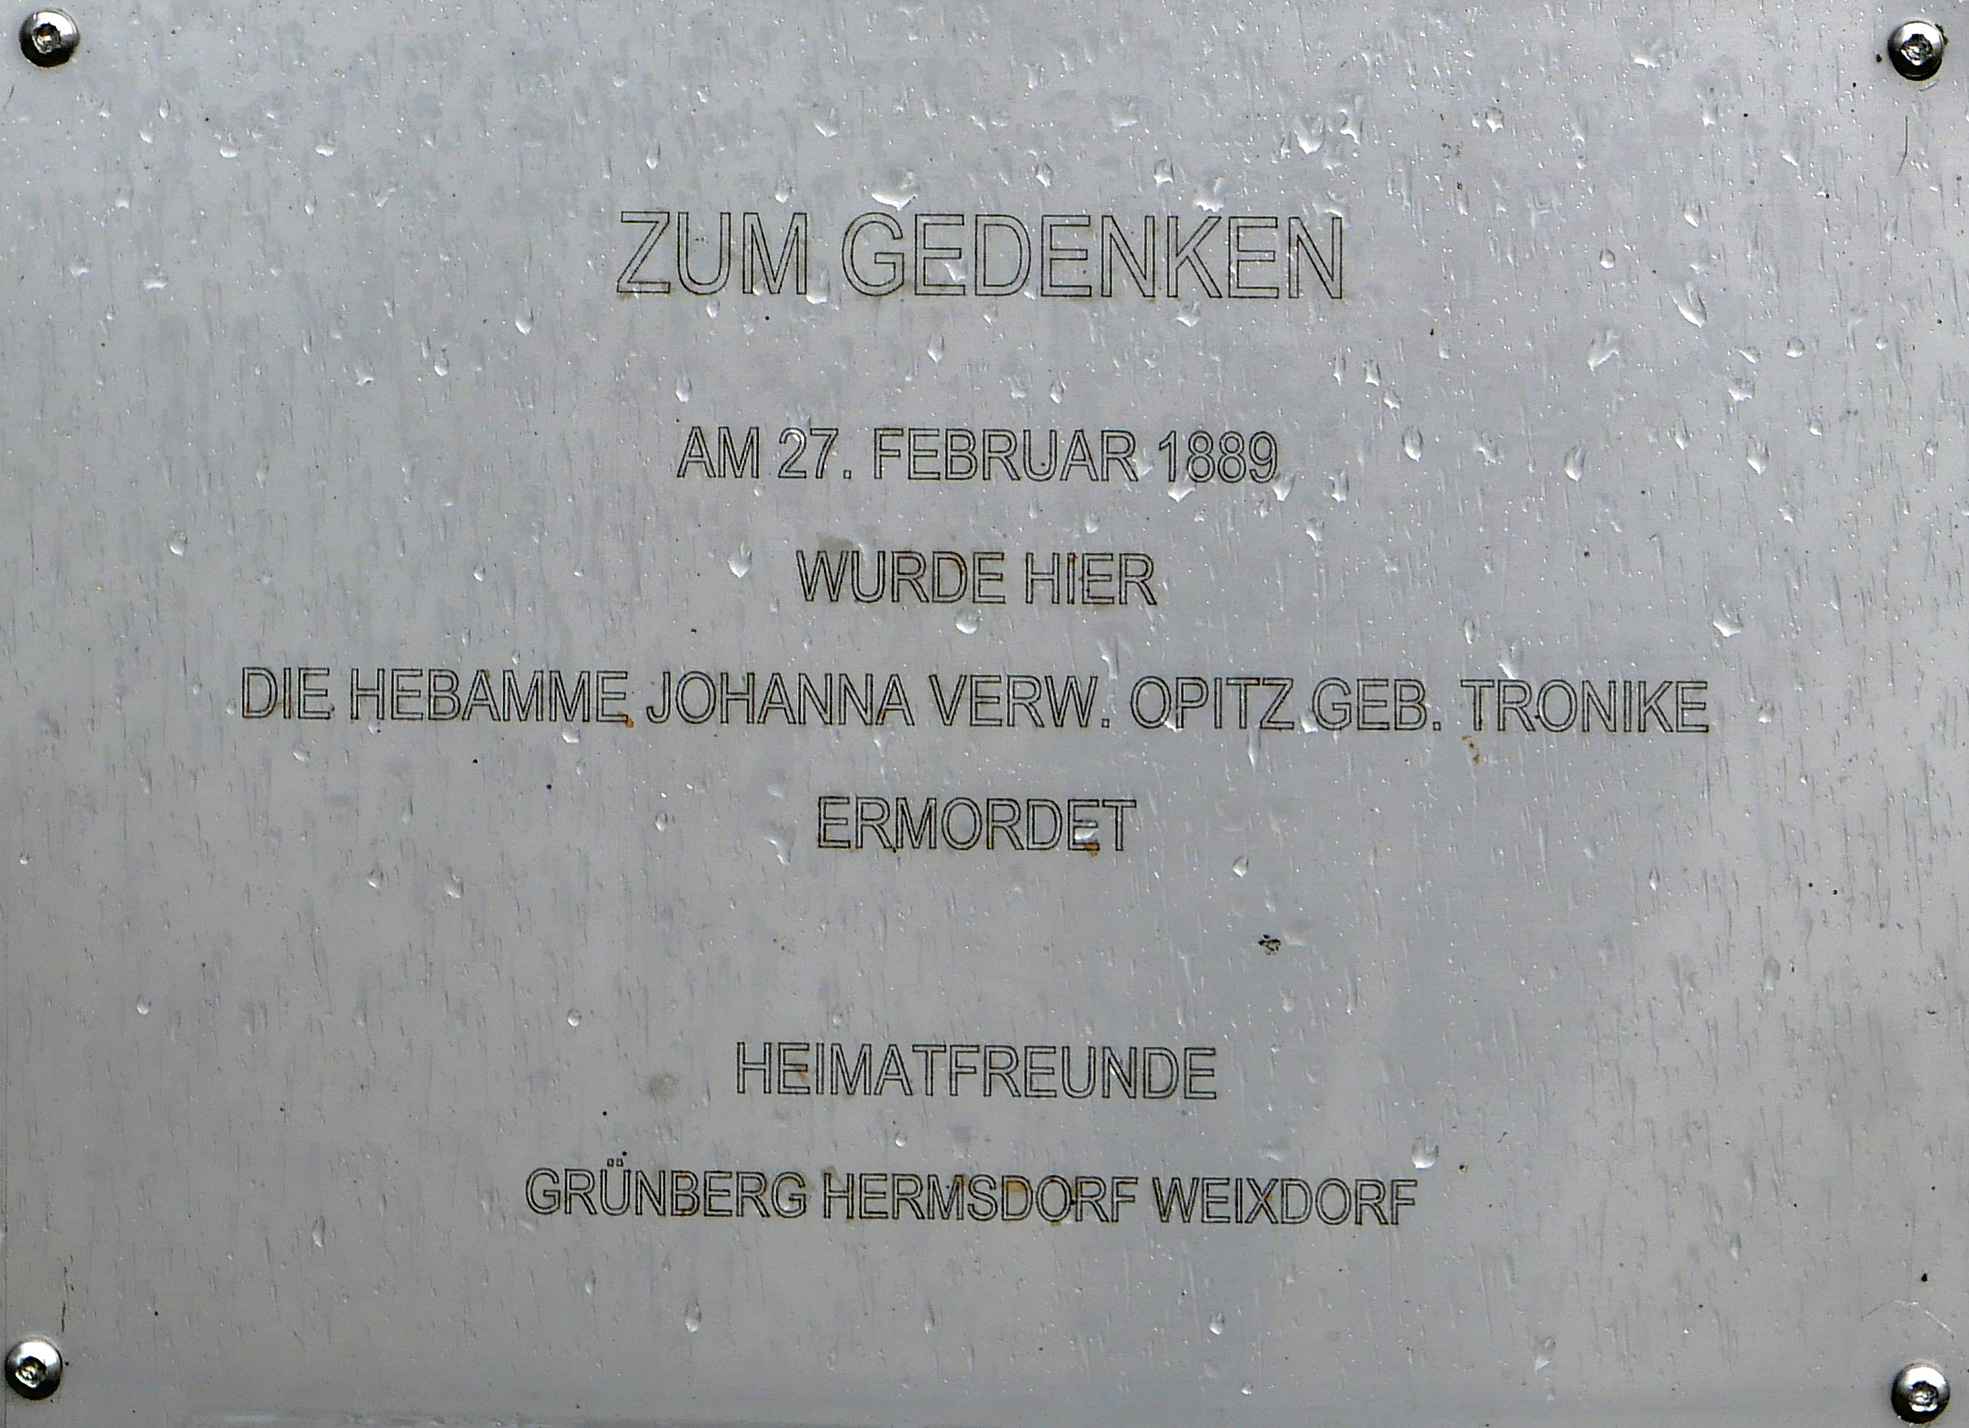 ZUM GEDENKEN
AM 27. FEBRUAR 1889
WURDE HIER
DIE HEBAMME JOHANNA VERW. OPITZ GEB. TRONIKE
ERMORDET
HEIMATFREUNDE
GRÜNBERG HERMSDORF WEIXDORF